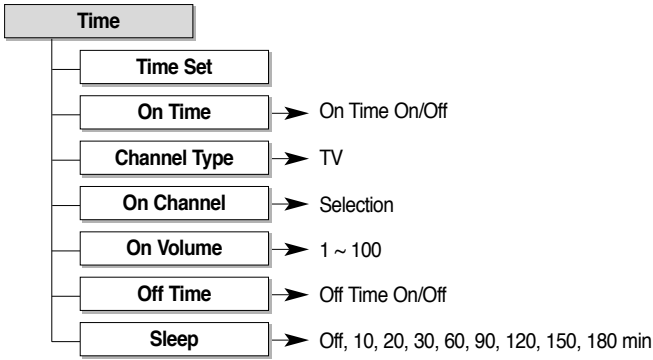 Time
Time Set
On Time On Time On/Off
Channel Type TV
On Channel Selection
On Volume 1 ~ 100
Off Time Off Time On/Off
Sleep Off, 10, 20, 30, 60, 90, 120, 150, 180 min